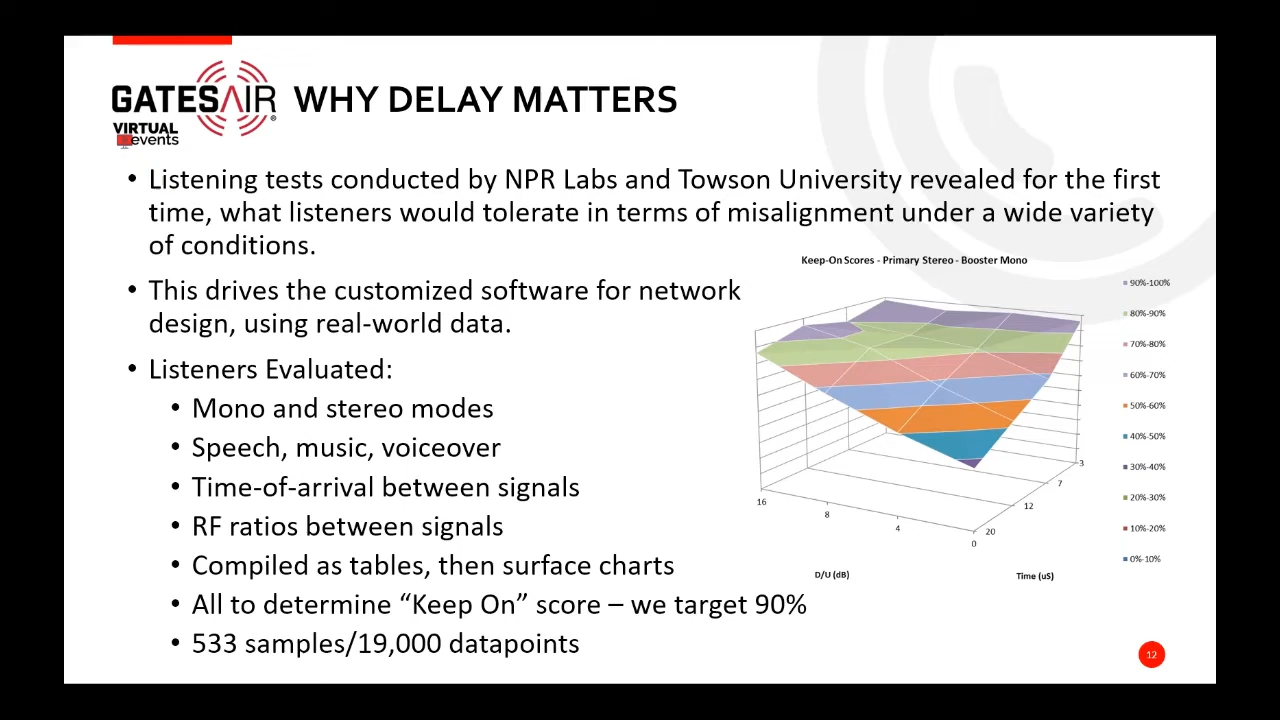 GATESAIR®
VIRTUAL
events
WHY DELAY MATTERS
• Listening tests conducted by NPR Labs and Towson University revealed for the first
time, what listeners would tolerate in terms of misalignment under a wide variety
of conditions.
• This drives the customized software for network
design, using real-world data.
• Listeners Evaluated:
• Mono and stereo modes
• Speech, music, voiceover
• Time-of-arrival between signals
• RF ratios between signals
• Compiled as tables, then surface charts
• All to determine “Keep On” score – we target 90%
• 533 samples/19,000 datapoints
Keep-On Scores - Primary Stereo - Booster Mono
90%-100%
80%-90%
70%-80%
60%-70%
50%-60%
40%-50%
30%-40%
20%-30%
10%-20%
0%-10%
16
8
4
0
20
12
7
3
D/U (dB)
Time (uS)
12